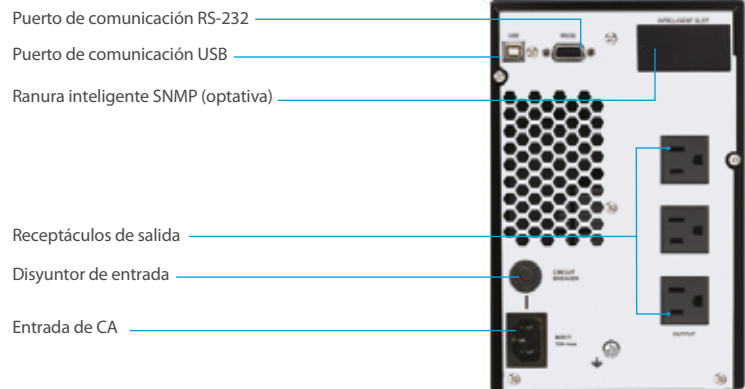 Puerto de comunicación RS-232
Puerto de comunicación USB
Ranura inteligente SNMP (optativa)
Receptáculos de salida
Disyuntor de entrada
Entrada de CA
INTELLIGENT SLOT
USB
RS232
CIRCUIT
BREAKER
INPUT
OUTPUT